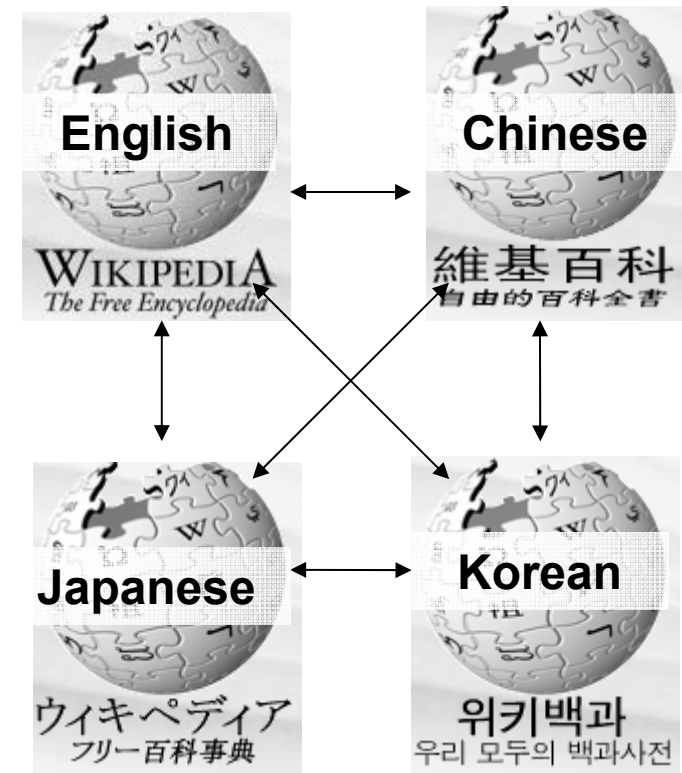 English
WIKIPEDIA
The Free Encyclopedia
Chinese
維基百科
自由的百科全書
Japanese
ウィキペディア
フリー百科事典
Korean
위키백과
우리 모두의 백과사전